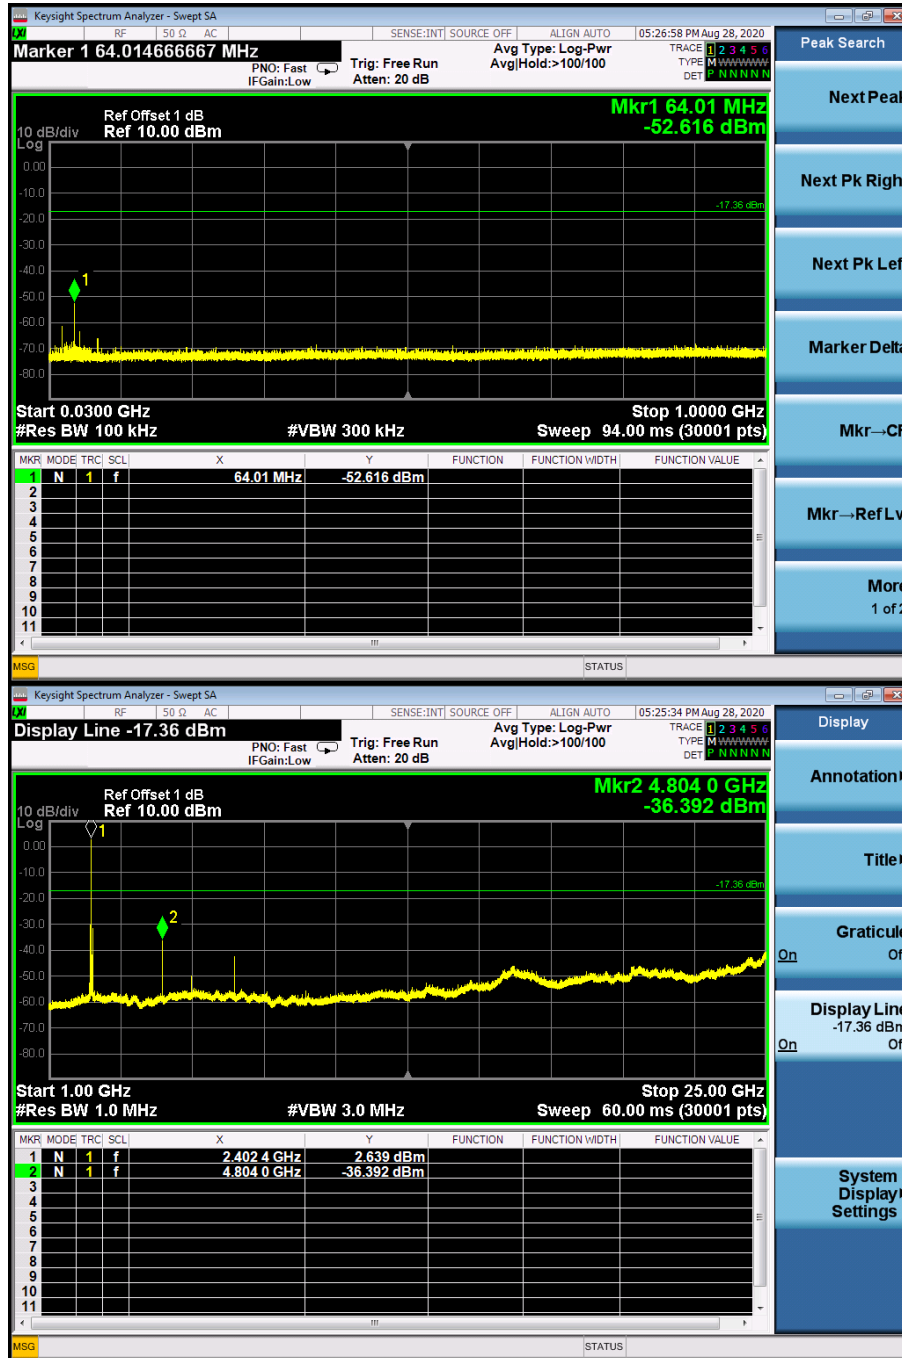 Keysight Spectrum Analyzer - Swept SA
LXI RF 50 Ω AC SENSE:INT SOURCE OFF ALIGN AUTO 05:26:58 PM Aug 28, 2020
Marker 1 64.014666667 MHz
PNO: Fast
IFGain:Low
Trig: Free Run
Atten: 20 dB
Avg Type: Log-Pwr
Avg|Hold:>100/100
TRACE 1 2 3 4 5 6
TYPE M WWWWW
DET P N N N N N
Peak Search
Next Peak
Next Pk Righ
Next Pk Lef
Marker Delta
Mkr→CF
Mkr→Ref Lv
More
1 of 2
Mkr1 64.01 MHz
-52.616 dBm
Ref Offset 1 dB
10 dB/div Ref 10.00 dBm
Log
0.00
-10.0
-20.0
-30.0
-40.0
-50.0
-60.0
-70.0
-80.0
-17.36 dBm
1
Start 0.0300 GHz Stop 1.0000 GHz
#Res BW 100 kHz #VBW 300 kHz Sweep 94.00 ms (30001 pts)
MKR MODE TRC SCL X Y FUNCTION FUNCTION WIDTH FUNCTION VALUE
1 N 1 f 64.01 MHz -52.616 dBm
2
3
4
5
6
7
8
9
10
11
MSG STATUS
Keysight Spectrum Analyzer - Swept SA
LXI RF 50 Ω AC SENSE:INT SOURCE OFF ALIGN AUTO 05:25:34 PM Aug 28, 2020
Display Line -17.36 dBm
PNO: Fast
IFGain:Low
Trig: Free Run
Atten: 20 dB
Avg Type: Log-Pwr
Avg|Hold:>100/100
TRACE 1 2 3 4 5 6
TYPE M WWWWW
DET P N N N N N
Display
Annotation
Title
Graticule
On Of
Display Line
-17.36 dBm
On Of
System
Display
Settings
Mkr2 4.804 0 GHz
-36.392 dBm
Ref Offset 1 dB
10 dB/div Ref 10.00 dBm
Log
0.00
-10.0
-20.0
-30.0
-40.0
-50.0
-60.0
-70.0
-80.0
-17.36 dBm
1
2
Start 1.00 GHz Stop 25.00 GHz
#Res BW 1.0 MHz #VBW 3.0 MHz Sweep 60.00 ms (30001 pts)
MKR MODE TRC SCL X Y FUNCTION FUNCTION WIDTH FUNCTION VALUE
1 N 1 f 2.402 4 GHz 2.639 dBm
2 N 1 f 4.804 0 GHz -36.392 dBm
3
4
5
6
7
8
9
10
11
MSG STATUS